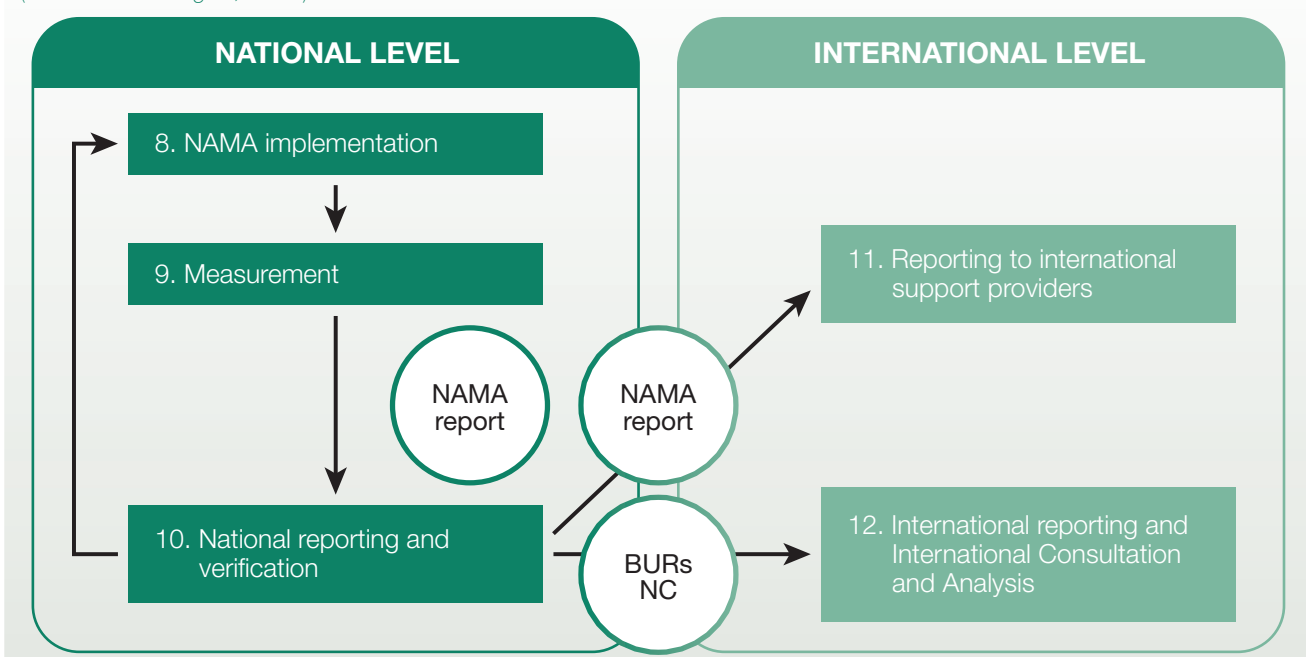 NATIONAL LEVEL
INTERNATIONAL LEVEL
8. NAMA implementation
9. Measurement
11. Reporting to international
support providers
NAMA
report
NAMA
report
10. National reporting and
verification
BURs
NC
12. International reporting and
International Consultation
and Analysis